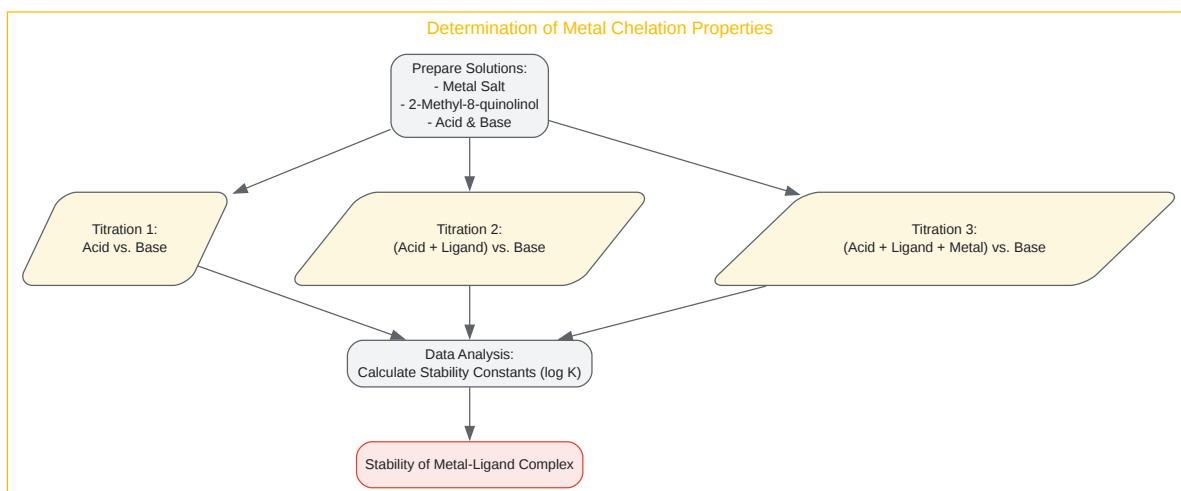 Determination of Metal Chelation Properties
Prepare Solutions:
- Metal Salt
- 2-Methyl-8-quinolinol
- Acid & Base
Titration 1:
Acid vs. Base
Titration 2:
(Acid + Ligand) vs. Base
Titration 3:
(Acid + Ligand + Metal) vs. Base
Data Analysis:
Calculate Stability Constants (log K)
Stability of Metal-Ligand Complex